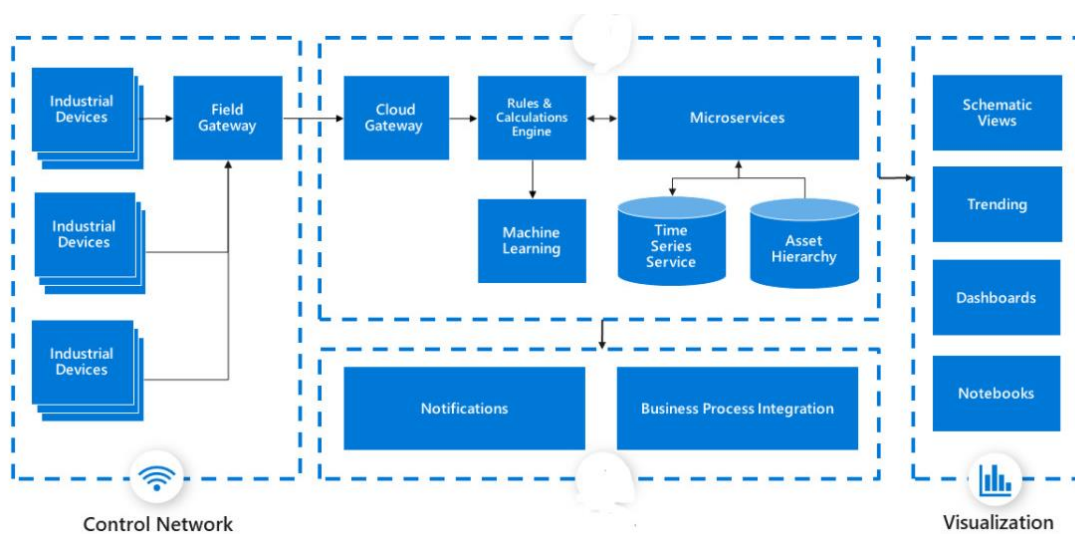 Industrial
Devices
Field
Gateway
Industrial
Devices
Industrial
Devices
Control Network
Cloud
Gateway
Rules &
Calculations
Engine
Microservices
Machine
Learning
Time
Series
Service
Asset
Hierarchy
Notifications
Business Process Integration
Schematic
Views
Trending
Dashboards
Notebooks
Visualization